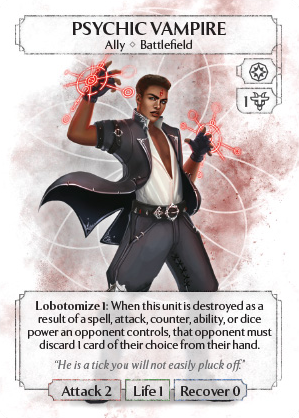 PSYCHIC VAMPIRE
Ally ◇ Battlefield
1
Lobotomize 1: When this unit is destroyed as a
result of a spell, attack, counter, ability, or dice
power an opponent controls, that opponent must
discard 1 card of their choice from their hand.
“He is a tick you will not easily pluck off.”
Attack 2 Life 1 Recover 0